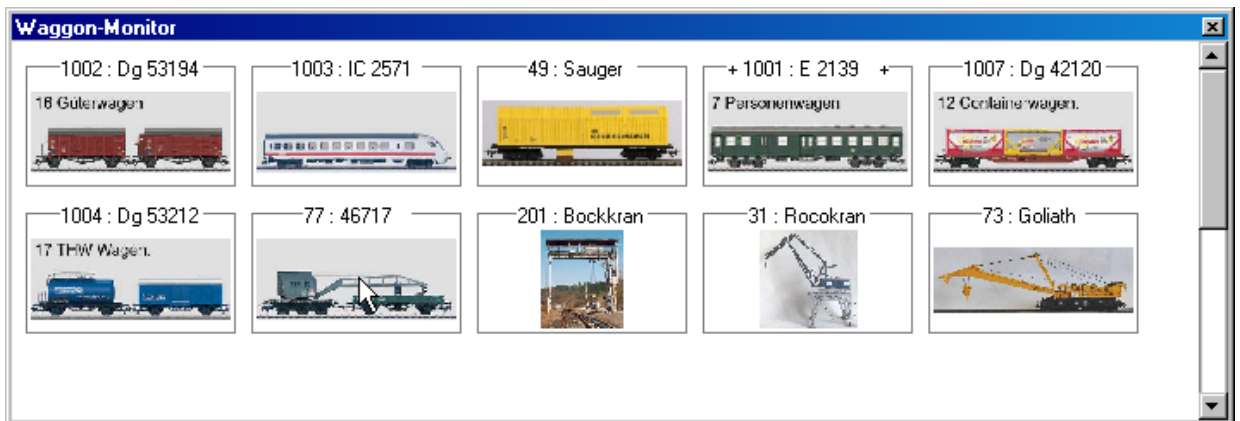 Waggon-Monitor
1002 : Dg 53194
1003 : IC 2571
49 : Sauger
+ 1001 : E 2139 +
1007 : Dg 42120
16 Güterwagen
7 Personenwagen
12 Containerwagen.
1004 : Dg 53212
77 : 46717
201 : Bockkran
31 : Rocokran
73 : Goliath
17 THW Wagen.